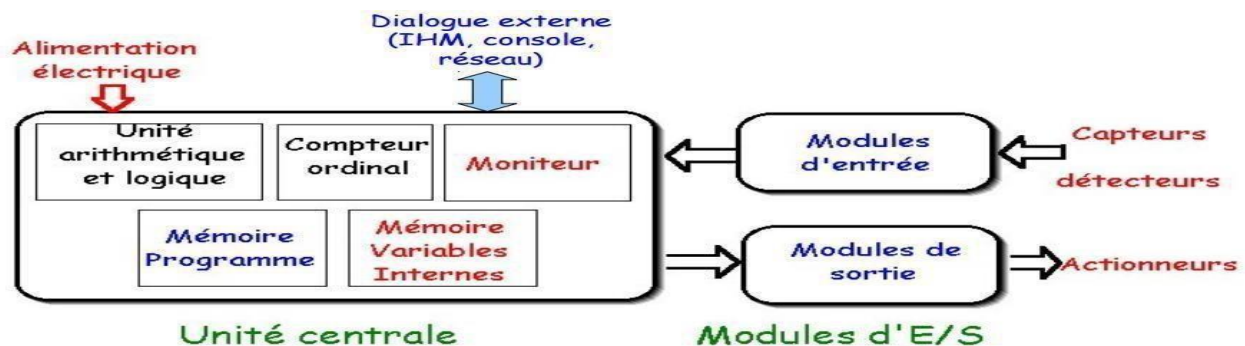 Alimentation
électrique
Dialogue externe
(IHM, console,
réseau)
Unité
arithmétique
et logique
Compteur
ordinal
Moniteur
Mémoire
Programme
Mémoire
Variables
Internes
Modules
d'entrée
Capteurs
détecteurs
Modules de
sortie
Actionneurs
Unité centrale
Modules d'E/S